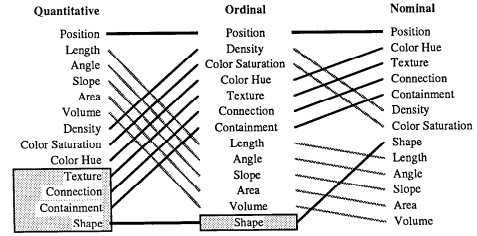 Quantitative
Position
Length
Angle
Slope
Area
Volume
Density
Color Saturation
Color Hue
Texture
Connection
Containment
Shape
Ordinal
Position
Density
Color Saturation
Color Hue
Texture
Connection
Containment
Length
Angle
Slope
Area
Volume
Shape
Nominal
Position
Color Hue
Texture
Connection
Containment
Density
Color Saturation
Shape
Length
Angle
Slope
Area
Volume